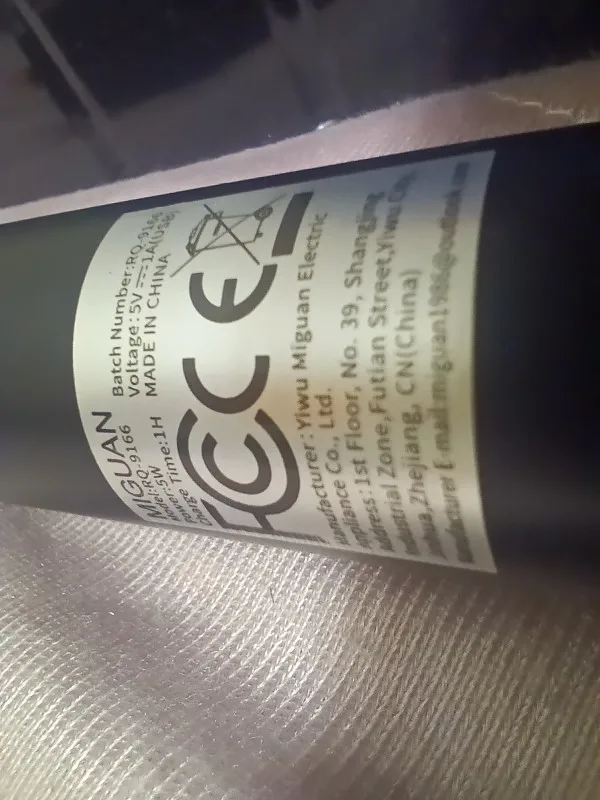 MIGUAN
Model:RQ-9166 Batch Number:RQ-9166
Power:5W Voltage:5V⎓1A(USB)
Charge Time:1H MADE IN CHINA
FCC CE
Manufacturer:Yiwu Miguan Electric
Appliance Co., Ltd.
Address:1st Floor, No. 39, Shangjing
Industrial Zone,Futian Street,Yiwu City,
Jinhua,Zhejiang, CN(China)
Manufacturer E-mail:miguan1986@outlook.com